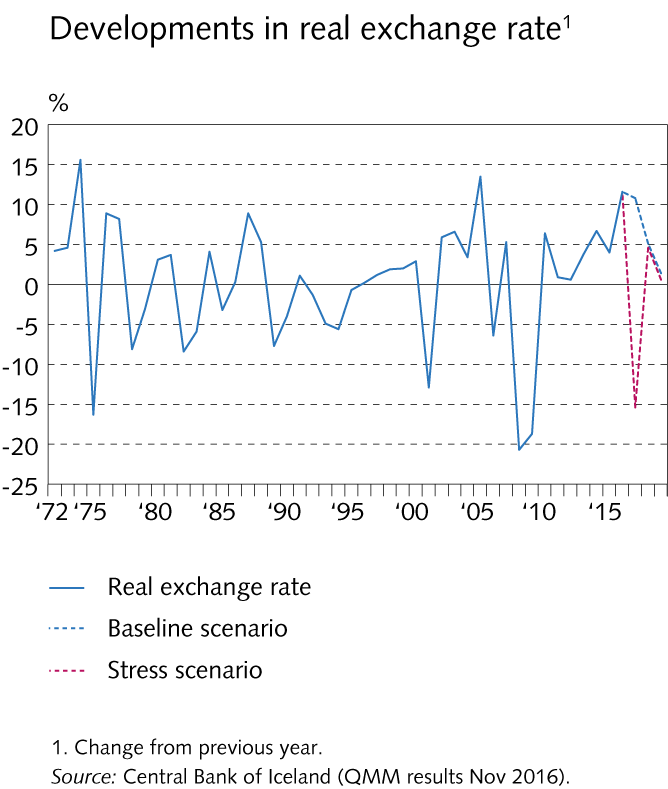 Developments in real exchange rate¹
%
20
15
10
5
0
-5
-10
-15
-20
-25
‘72 ‘75 ‘80 ‘85 ‘90 ‘95 ‘00 ‘05 ‘10 ‘15
Real exchange rate
Baseline scenario
Stress scenario
1. Change from previous year.
Source: Central Bank of Iceland (QMM results Nov 2016).